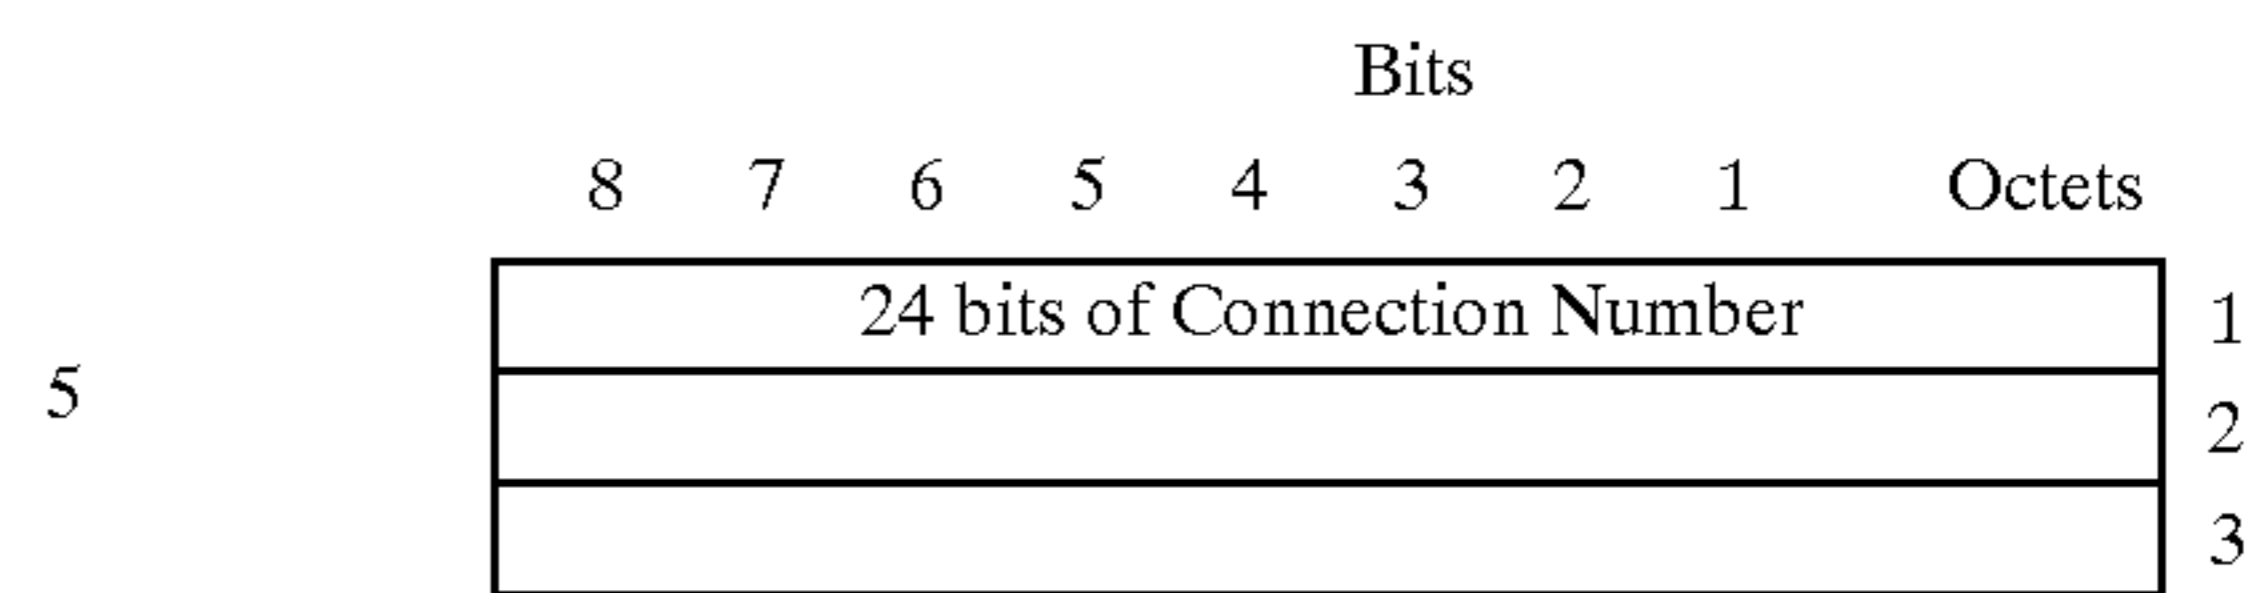 Bits
8 7 6 5 4 3 2 1 Octets
24 bits of Connection Number 1
5
2
3